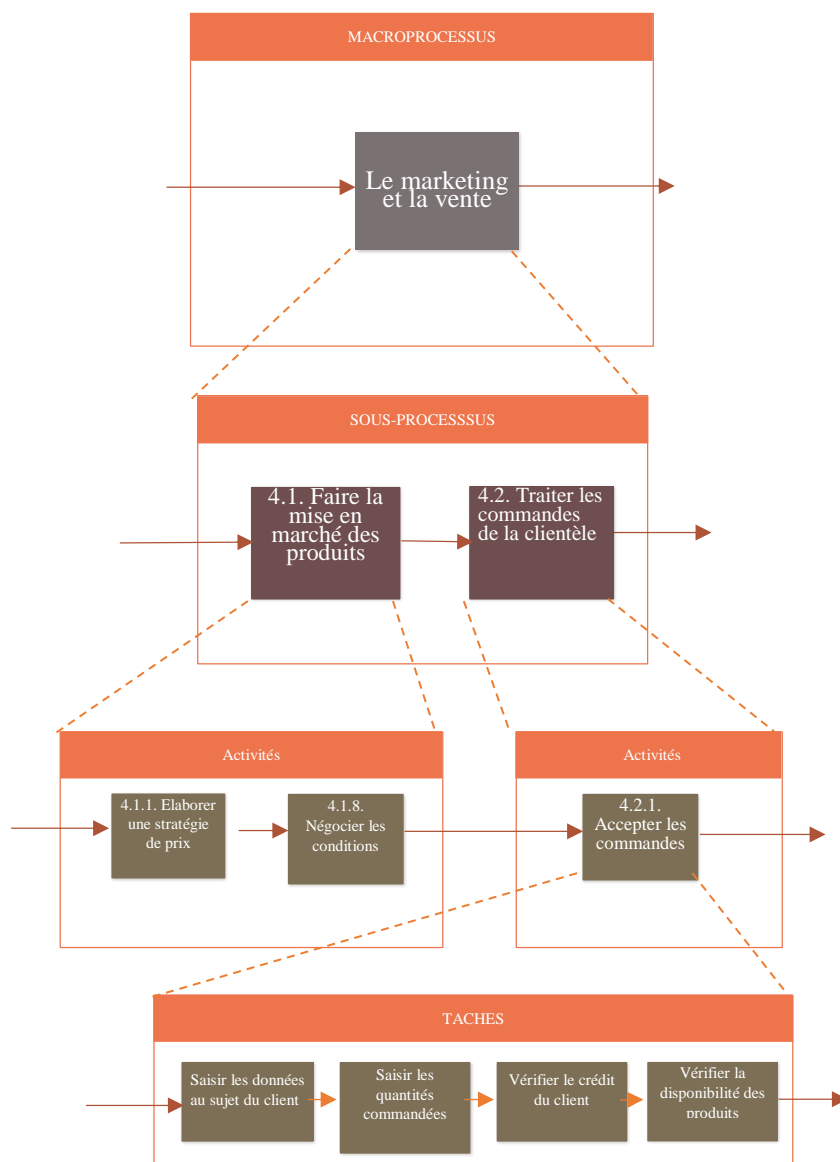 MACROPROCESSUS
Le marketing
et la vente
SOUS-PROCESSSUS
4.1. Faire la
mise en
marché des
produits
4.2. Traiter les
commandes
de la clientèle
Activités
4.1.1. Elaborer
une stratégie
de prix
4.1.8.
Négocier les
conditions
Activités
4.2.1.
Accepter les
commandes
TACHES
Saisir les données
au sujet du client
Saisir les
quantités
commandées
Vérifier le crédit
du client
Vérifier la
disponibilité des
produits